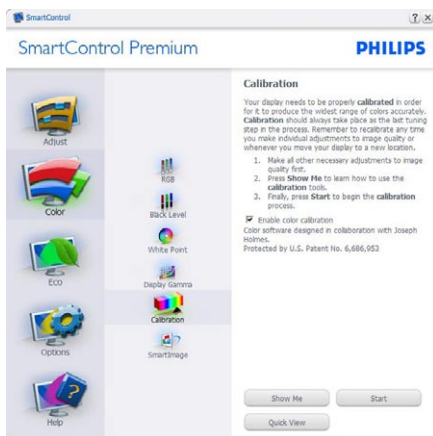 SmartControl
SmartControl Premium
PHILIPS
Adjust
Color
Eco
Options
Help
RGB
Black Level
White Point
Display Gamma
Calibration
SmartImage
Calibration
Your display needs to be properly calibrated in order
for it to produce the widest range of colors accurately.
Calibration should always take place as the last tuning
step in the process. Remember to recalibrate any time
you make individual adjustments to image quality or
whenever you move your display to a new location.
1. Make all other necessary adjustments to image
quality first.
2. Press Show Me to learn how to use the
calibration tools.
3. Finally, press Start to begin the calibration
process.
Enable color calibration
Color software designed in collaboration with Joseph
Holmes.
Protected by U.S. Patent No. 6,686,953
Show Me
Start
Quick View